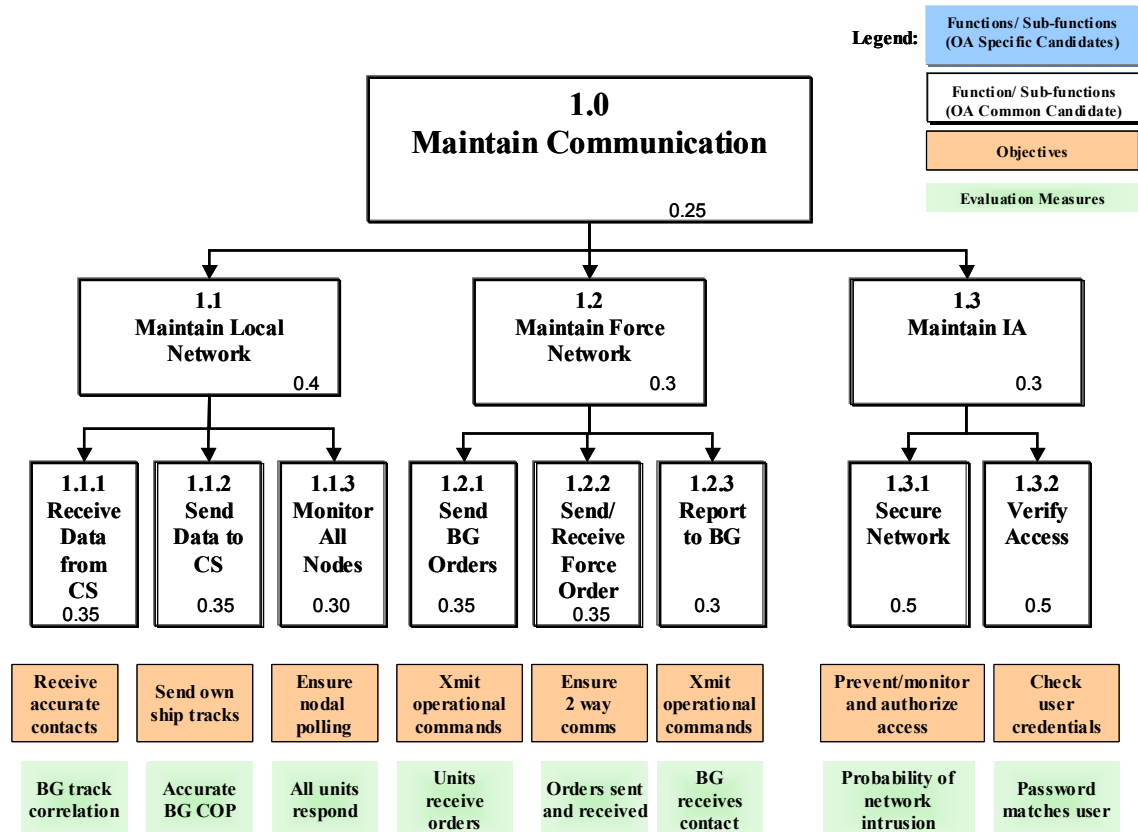 Legend:
Functions/ Sub-functions
(OA Specific Candidates)
Function/ Sub-functions
(OA Common Candidate)
Objectives
Evaluation Measures
1.0
Maintain Communication
0.25
1.1
Maintain Local
Network
0.4
1.2
Maintain Force
Network
0.3
1.3
Maintain IA
0.3
1.1.1
Receive
Data
from
CS
0.35
1.1.2
Send
Data to
CS
0.35
1.1.3
Monitor
All
Nodes
0.30
1.2.1
Send
BG
Orders
0.35
1.2.2
Send/
Receive
Force
Order
0.35
1.2.3
Report
to BG
0.3
1.3.1
Secure
Network
0.5
1.3.2
Verify
Access
0.5
Receive
accurate
contacts
Send own
ship tracks
Ensure
nodal
polling
Xmit
operational
commands
Ensure
2 way
comms
Xmit
operational
commands
Prevent/monitor
and authorize
access
Check
user
credentials
BG track
correlation
Accurate
BG COP
All units
respond
Units
receive
orders
Orders sent
and received
BG
receives
contact
Probability of
network
intrusion
Password
matches user